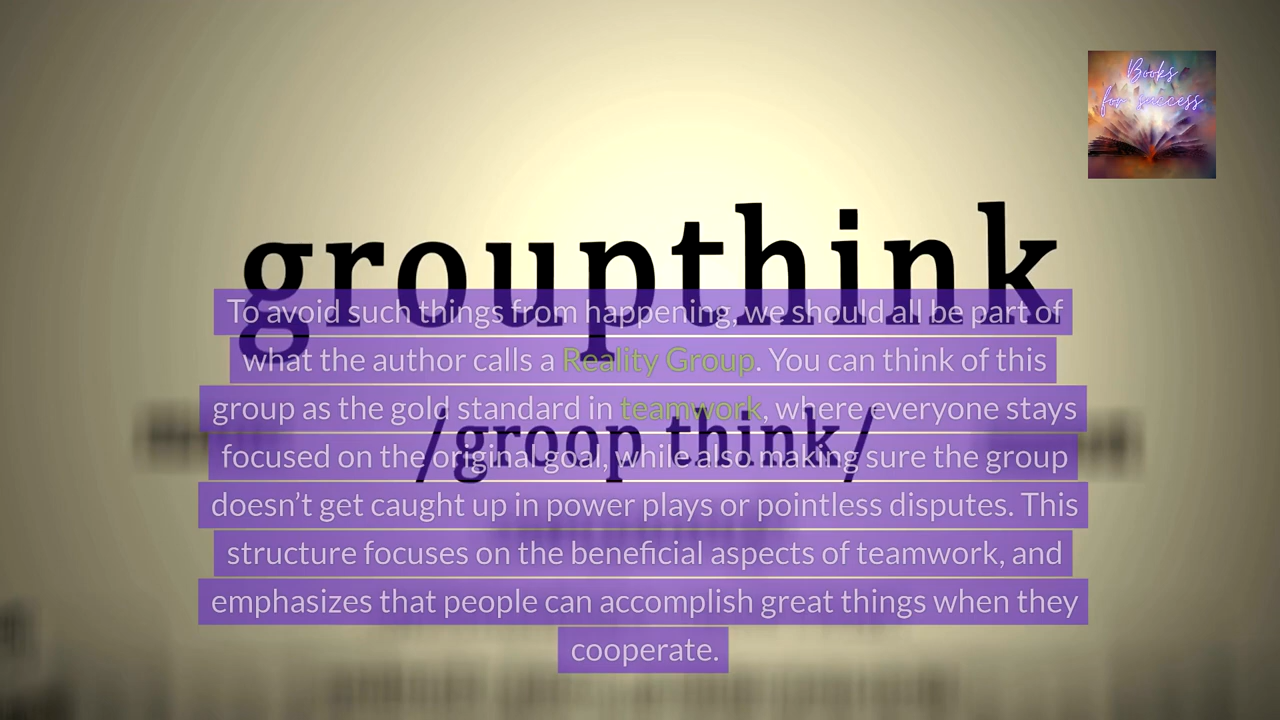 Books
for success
groupthink
To avoid such things from happening, we should all be part of
what the author calls a Reality Group. You can think of this
group as the gold standard in teamwork, where everyone stays
/groop think/
focused on the original goal, while also making sure the group
doesn’t get caught up in power plays or pointless disputes. This
structure focuses on the beneficial aspects of teamwork, and
emphasizes that people can accomplish great things when they
cooperate.